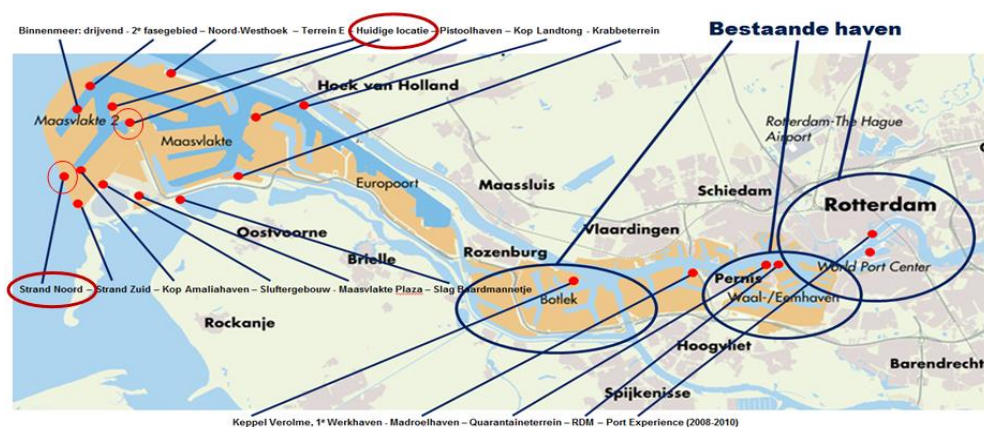 Binnenmeer: drijvend - 2e fasegebied – Noord-Westhoek – Terrein E – Huidige locatie – Pistoolhaven – Kop Landtong - Krabbeterrein
Bestaande haven
Hoek van Holland
Maasvlakte 2
Maasvlakte
Rotterdam-The Hague
Airport
Europoort
Maassluis
Schiedam
Rotterdam
Vlaardingen
Oostvoorne
Brielle
Rozenburg
Pernis
World Port Center
Strand Noord – Strand Zuid – Kop Amaliahaven – Sluftergebouw - Maasvlakte Plaza – Slag Baardmannetje
Botlek
Waal-/Eemhaven
Rockanje
Hoogvliet
Barendrecht
Spijkenisse
Keppel Verolme, 1e Werkhaven - Madroelhaven – Quarantaineterrein – RDM – Port Experience (2008-2010)